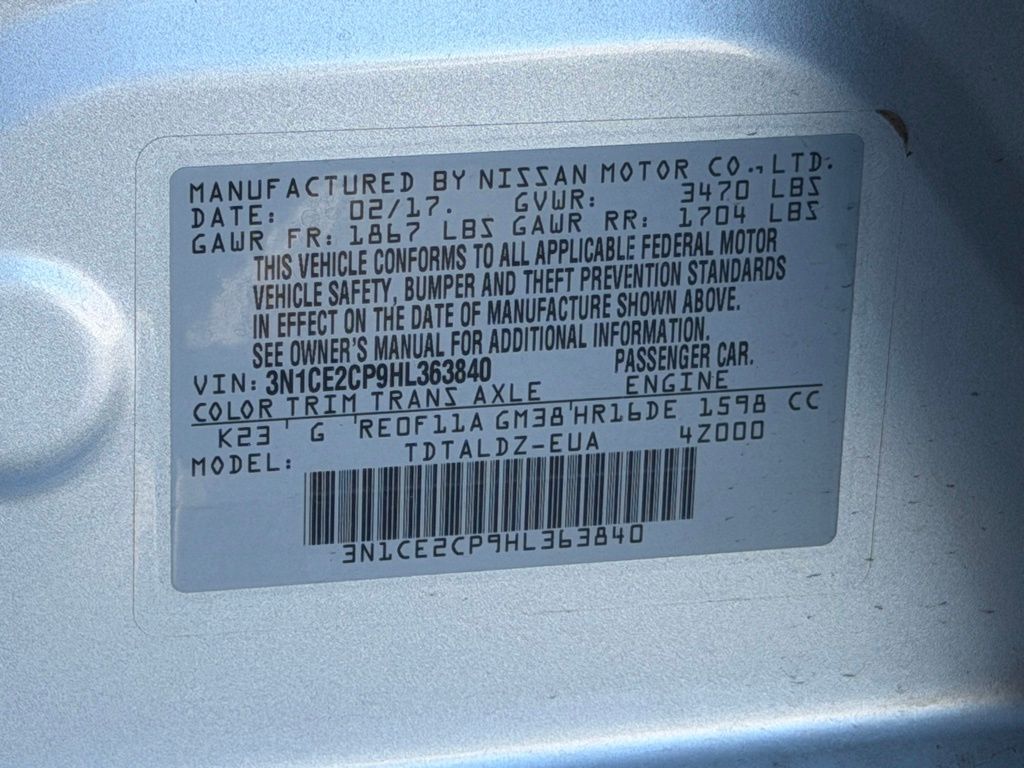 MANUFACTURED BY NISSAN MOTOR CO., LTD.
DATE: 02/17. GVWR: 3470 LBS
GAWR FR: 1867 LBS GAWR RR: 1704 LBS
THIS VEHICLE CONFORMS TO ALL APPLICABLE FEDERAL MOTOR
VEHICLE SAFETY, BUMPER AND THEFT PREVENTION STANDARDS
IN EFFECT ON THE DATE OF MANUFACTURE SHOWN ABOVE.
SEE OWNER'S MANUAL FOR ADDITIONAL INFORMATION.
VIN: 3N1CE2CP9HL363840 PASSENGER CAR.
COLOR TRIM TRANS AXLE ENGINE
K23 ' G 'RE0F11A GM38'HR16DE 1598 CC
MODEL: TDTALDZ-EUA 4Z000
3N1CE2CP9HL363840